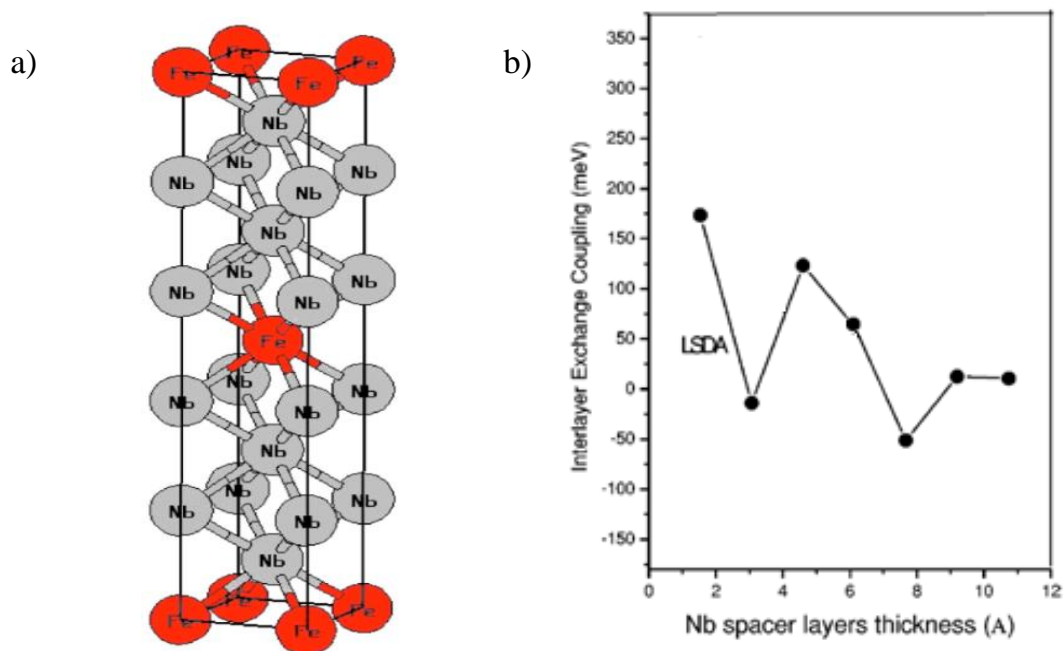 a)
Fe Fe Fe Fe
Nb
Nb Nb Nb Nb
Nb
Nb Nb Nb Nb
Fe
Nb Nb Nb Nb
Nb
Nb Nb Nb Nb
Nb
Fe Fe Fe Fe
b)
Interlayer Exchange Coupling (meV)
350
300
250
200
150
100
50
0
-50
-100
-150
LSDA
0 2 4 6 8 10 12
Nb spacer layers thickness (A)